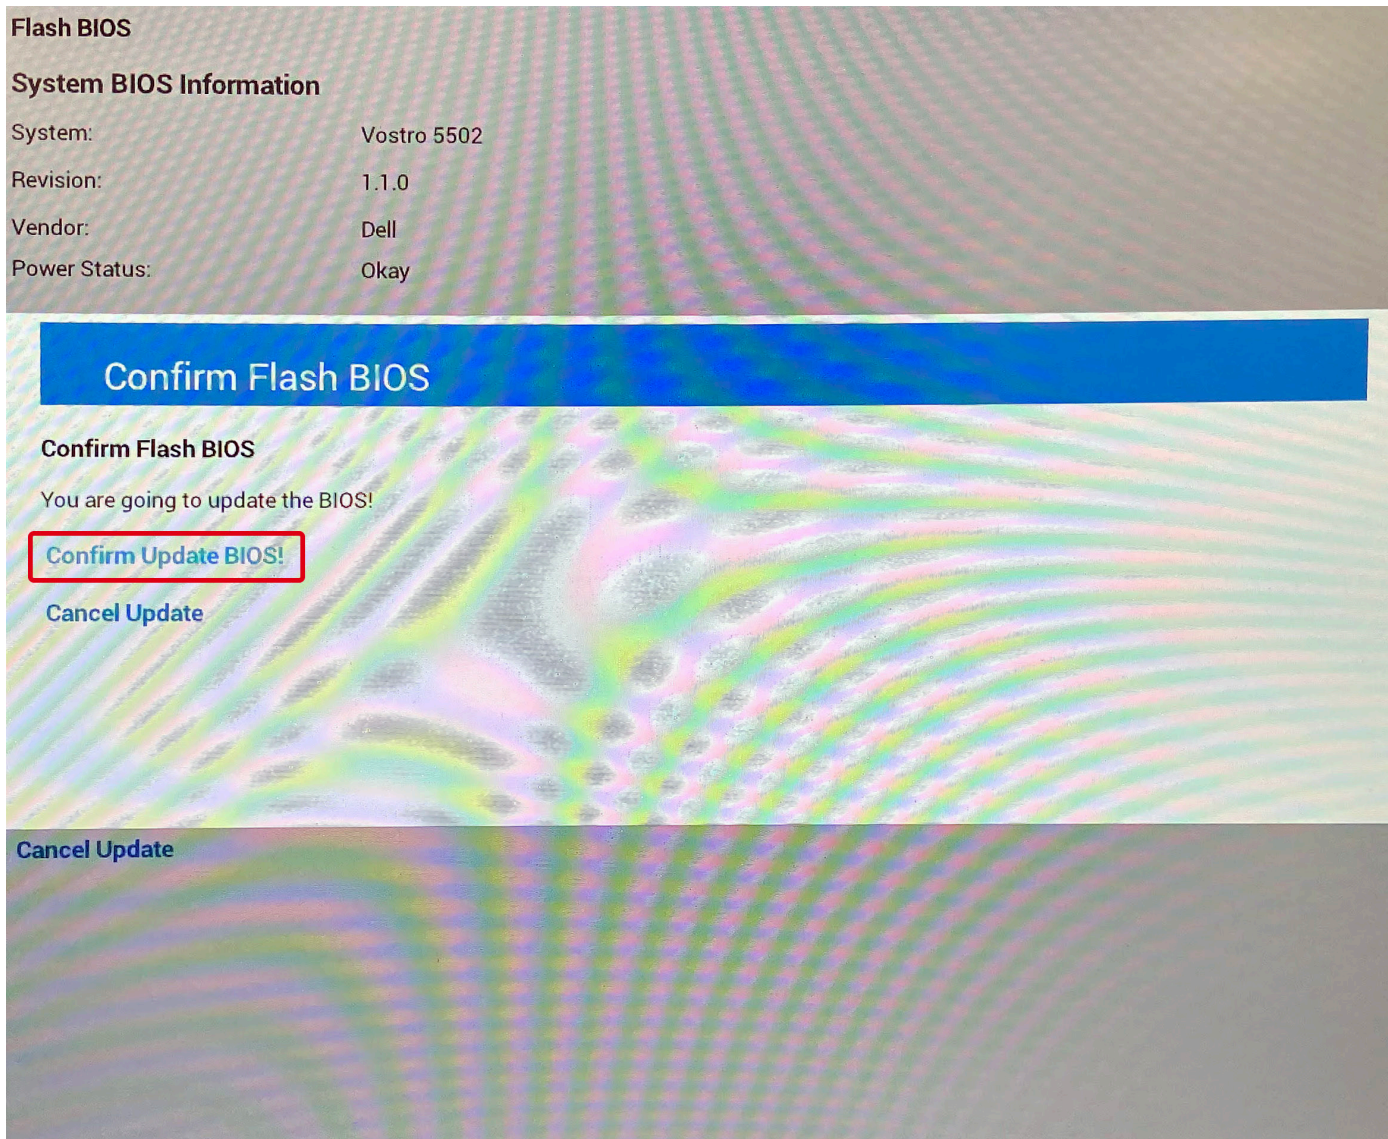 Flash BIOS
System BIOS Information
System: Vostro 5502
Revision: 1.1.0
Vendor: Dell
Power Status: Okay
Confirm Flash BIOS
Confirm Flash BIOS
You are going to update the BIOS!
Confirm Update BIOS!
Cancel Update
Cancel Update